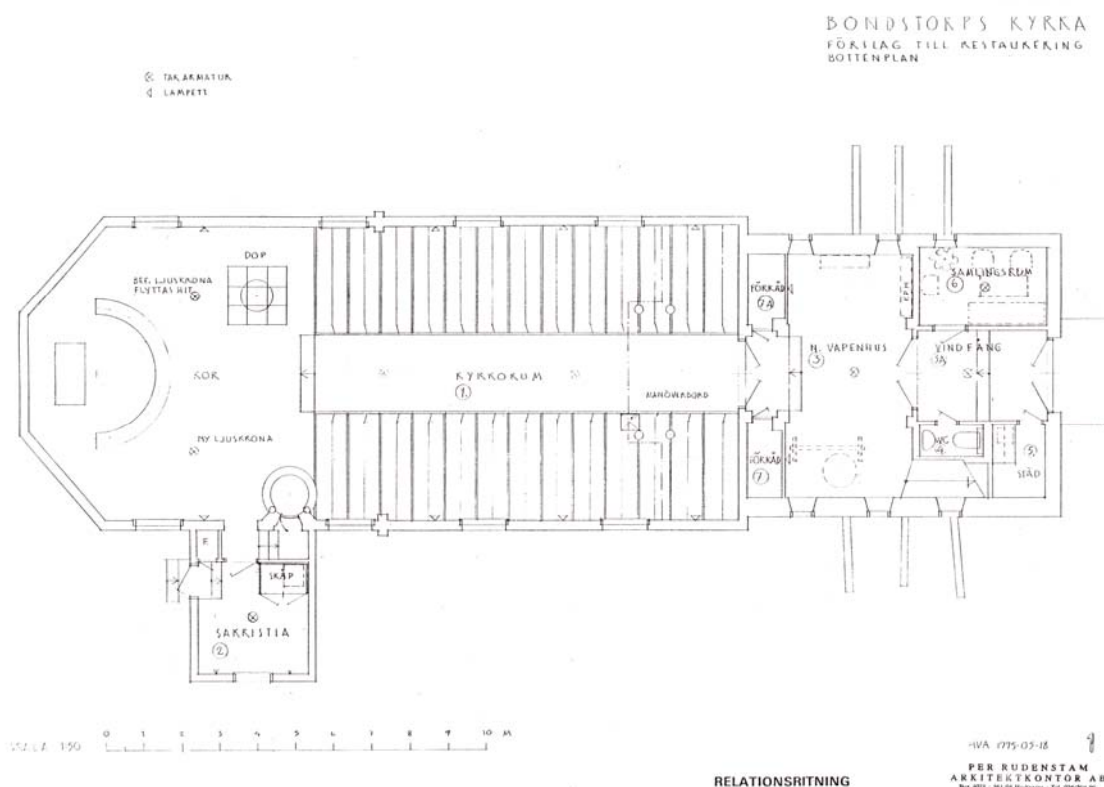 BONDSTORPS KYRKA
FÖRSLAG TILL RESTAURERING
BOTTENPLAN
TAKARMATUR
LAMPETT
DOP
BEF. LJUSKRONA
FLYTTAS HIT
KOR
NY LJUSKRONA
KYRKORUM
1
MANÖVERBORD
FÖRRÅD
7A
FÖRRÅD
7
N. VAPENHUS
3
VINDFÅNG
3A
SAMLINGSRUM
6
WC
4
5
STÄD
F
SKÅP
SAKRISTIA
2
SKALA 1:50
0 1 2 3 4 5 6 7 8 9 10 M
RELATIONSRITNING
PER RUDENSTAM
ARKITEKTKONTOR AB